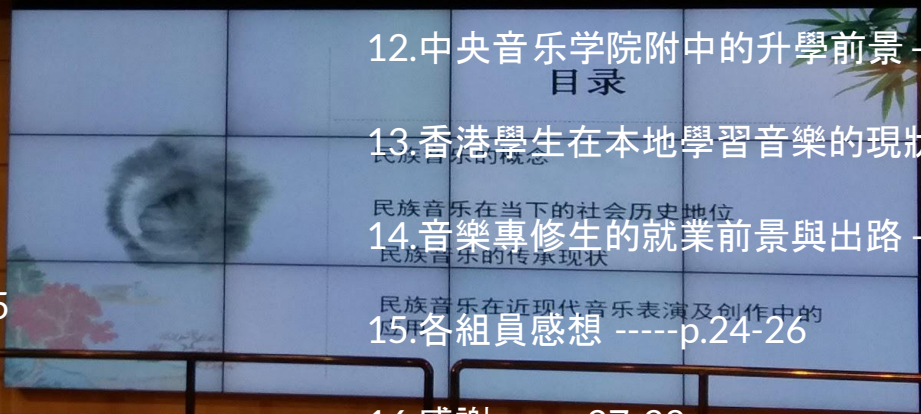 12.中央音乐学院附中的升學前景 -
目录
13.香港學生在本地學習音樂的現狀
民族音乐的概念
民族音乐在当下的社会历史地位
14.音樂專修生的就業前景與出路 -
民族音乐的传承现状
5
民族音乐在近现代音乐表演及创作中的
应用
15.各組員感想 -----p.24-26